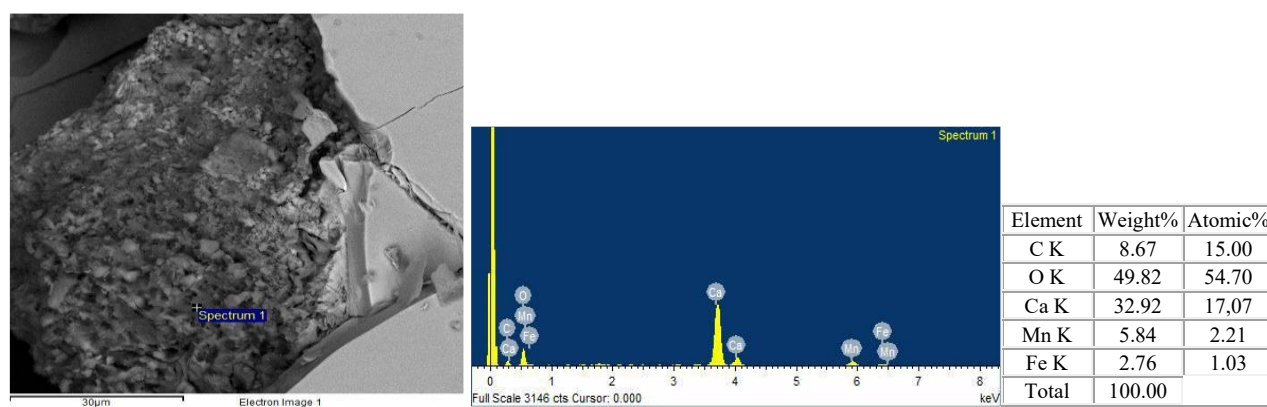 Spectrum 1
30μm
Electron Image 1
Spectrum 1
O
Mn
C
Fe
Ca
Ca
Ca
Mn
Fe
Mn
0 1 2 3 4 5 6 7 8
Full Scale 3146 cts Cursor: 0.000 keV
Element Weight% Atomic%
C K 8.67 15.00
O K 49.82 54.70
Ca K 32.92 17,07
Mn K 5.84 2.21
Fe K 2.76 1.03
Total 100.00